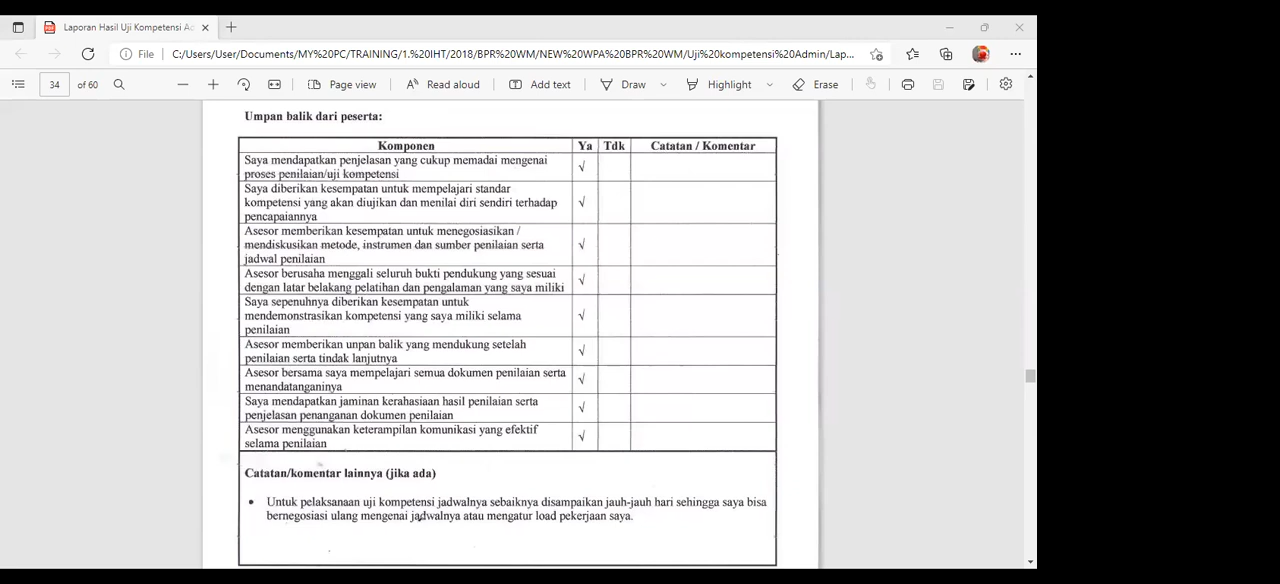 Laporan Hasil Uji Kompetensi Ad
File C:/Users/User/Documents/MY%20PC/TRAINING/1.%20IHT/2018/BPR%20WM/NEW%20WPA%20BPR%20WM/Uji%20kompetensi%20Admin/Lap...
34 of 60 Page view Read aloud Add text Draw Highlight Erase
Umpan balik dari peserta:
Komponen Ya Tdk Catatan / Komentar
Saya mendapatkan penjelasan yang cukup memadai mengenai
proses penilaian/uji kompetensi √
Saya diberikan kesempatan untuk mempelajari standar
kompetensi yang akan diujikan dan menilai diri sendiri terhadap √
pencapaiannya
Asesor memberikan kesempatan untuk menegosiasikan /
mendiskusikan metode, instrumen dan sumber penilaian serta √
jadwal penilaian
Asesor berusaha menggali seluruh bukti pendukung yang sesuai
dengan latar belakang pelatihan dan pengalaman yang saya miliki √
Saya sepenuhnya diberikan kesempatan untuk
mendemonstrasikan kompetensi yang saya miliki selama √
penilaian
Asesor memberikan unpan balik yang mendukung setelah
penilaian serta tindak lanjutnya √
Asesor bersama saya mempelajari semua dokumen penilaian serta
menandatanganinya √
Saya mendapatkan jaminan kerahasiaan hasil penilaian serta
penjelasan penanganan dokumen penilaian √
Asesor menggunakan keterampilan komunikasi yang efektif
selama penilaian √
Catatan/komentar lainnya (jika ada)
• Untuk pelaksanaan uji kompetensi jadwalnya sebaiknya disampaikan jauh-jauh hari sehingga saya bisa
bernegosiasi ulang mengenai jadwalnya atau mengatur load pekerjaan saya.